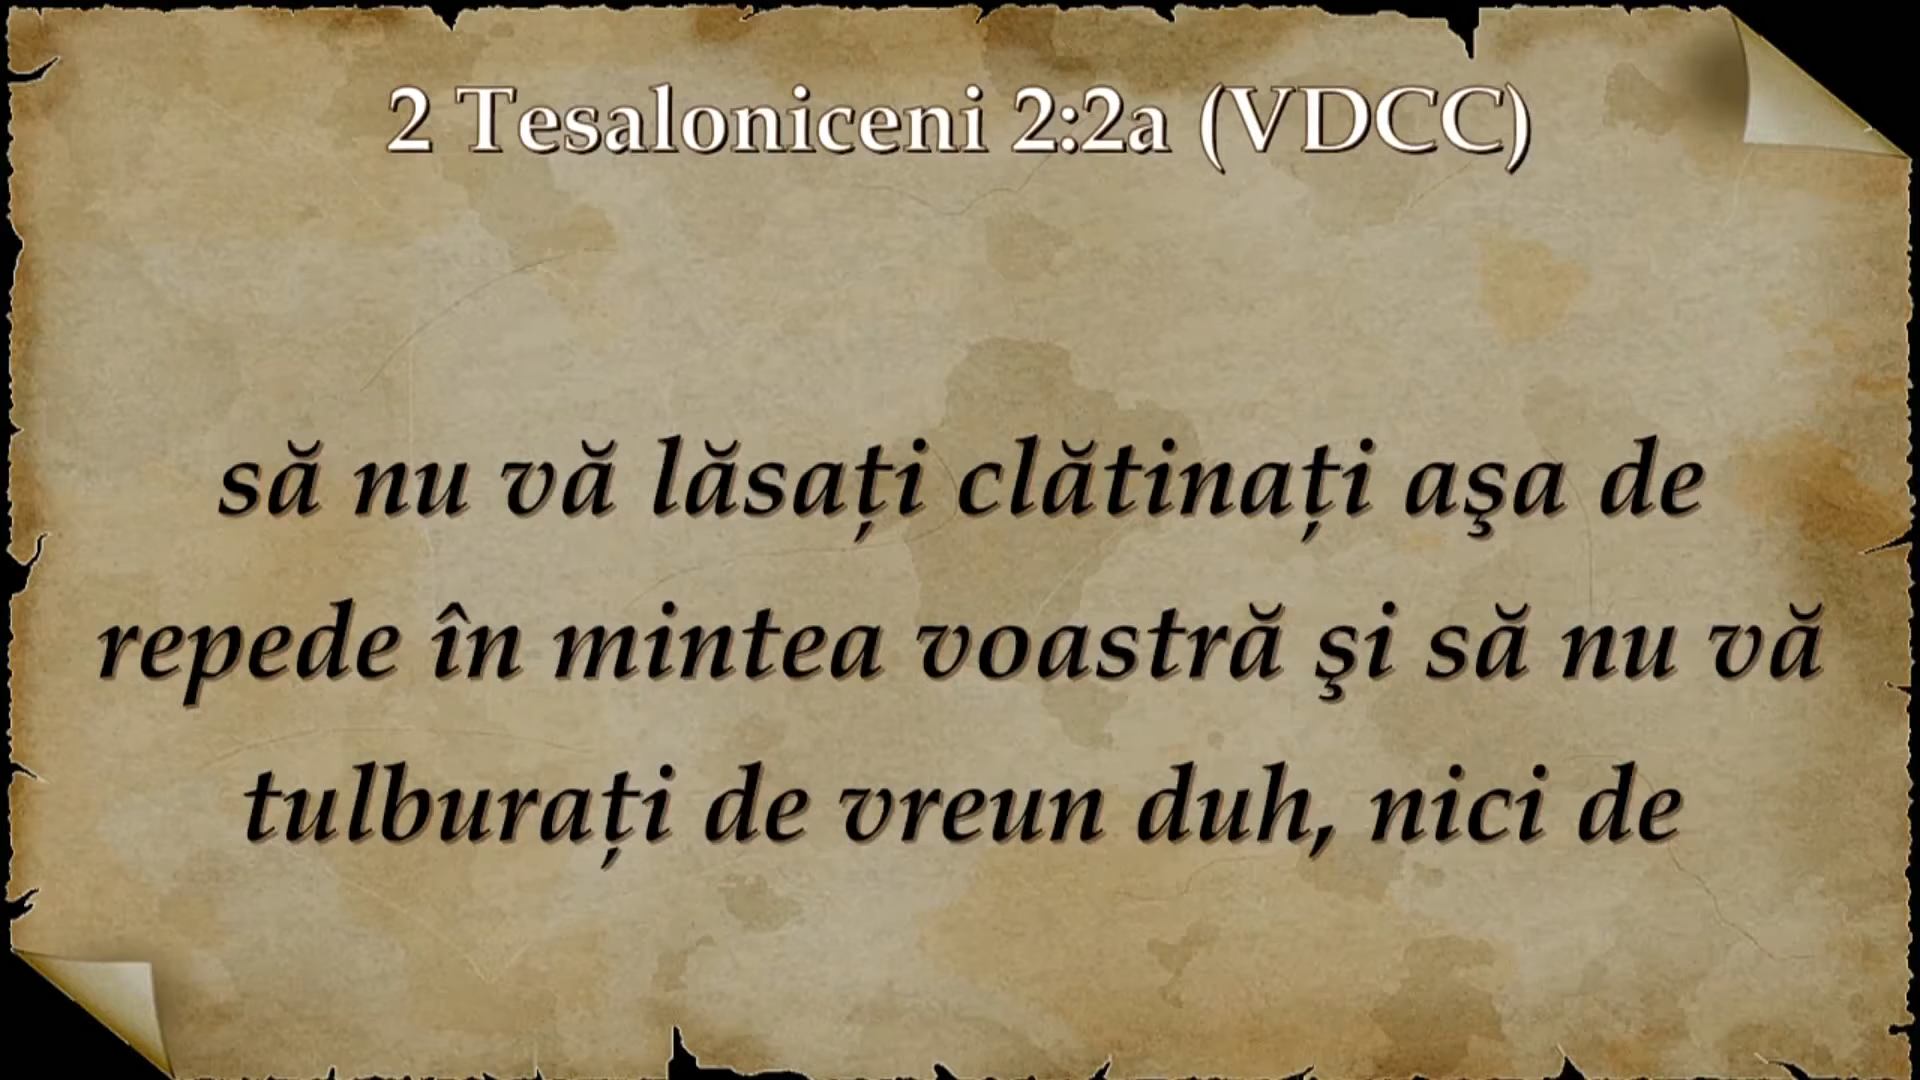 2 Tesaloniceni 2:2a (VDCC)
să nu vă lăsați clătinați aşa de
repede în mintea voastră şi să nu vă
tulburați de vreun duh, nici de